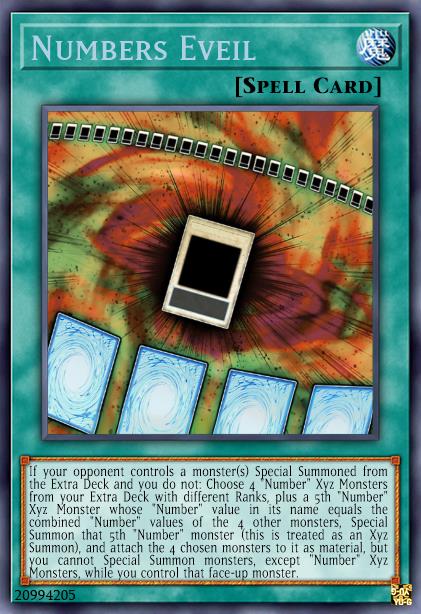 Numbers Eveil
[Spell Card]
If your opponent controls a monster(s) Special Summoned from
the Extra Deck and you do not: Choose 4 "Number" Xyz Monsters
from your Extra Deck with different Ranks, plus a 5th "Number"
Xyz Monster whose "Number" value in its name equals the
combined "Number" values of the 4 other monsters, Special
Summon that 5th "Number" monster (this is treated as an Xyz
Summon), and attach the 4 chosen monsters to it as material, but
you cannot Special Summon monsters, except "Number" Xyz
Monsters, while you control that face-up monster.
20994205